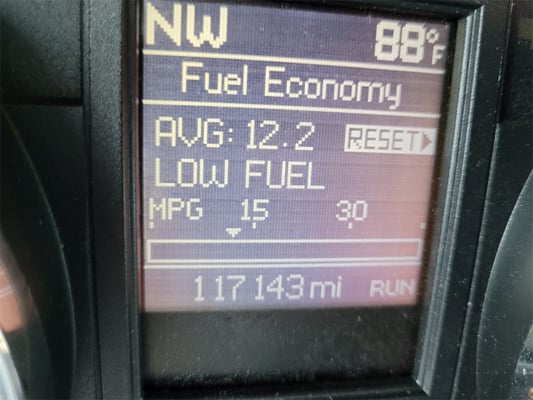 NW 88°F
Fuel Economy
AVG: 12.2 RESET
LOW FUEL
MPG 15 30
117143 mi RUN